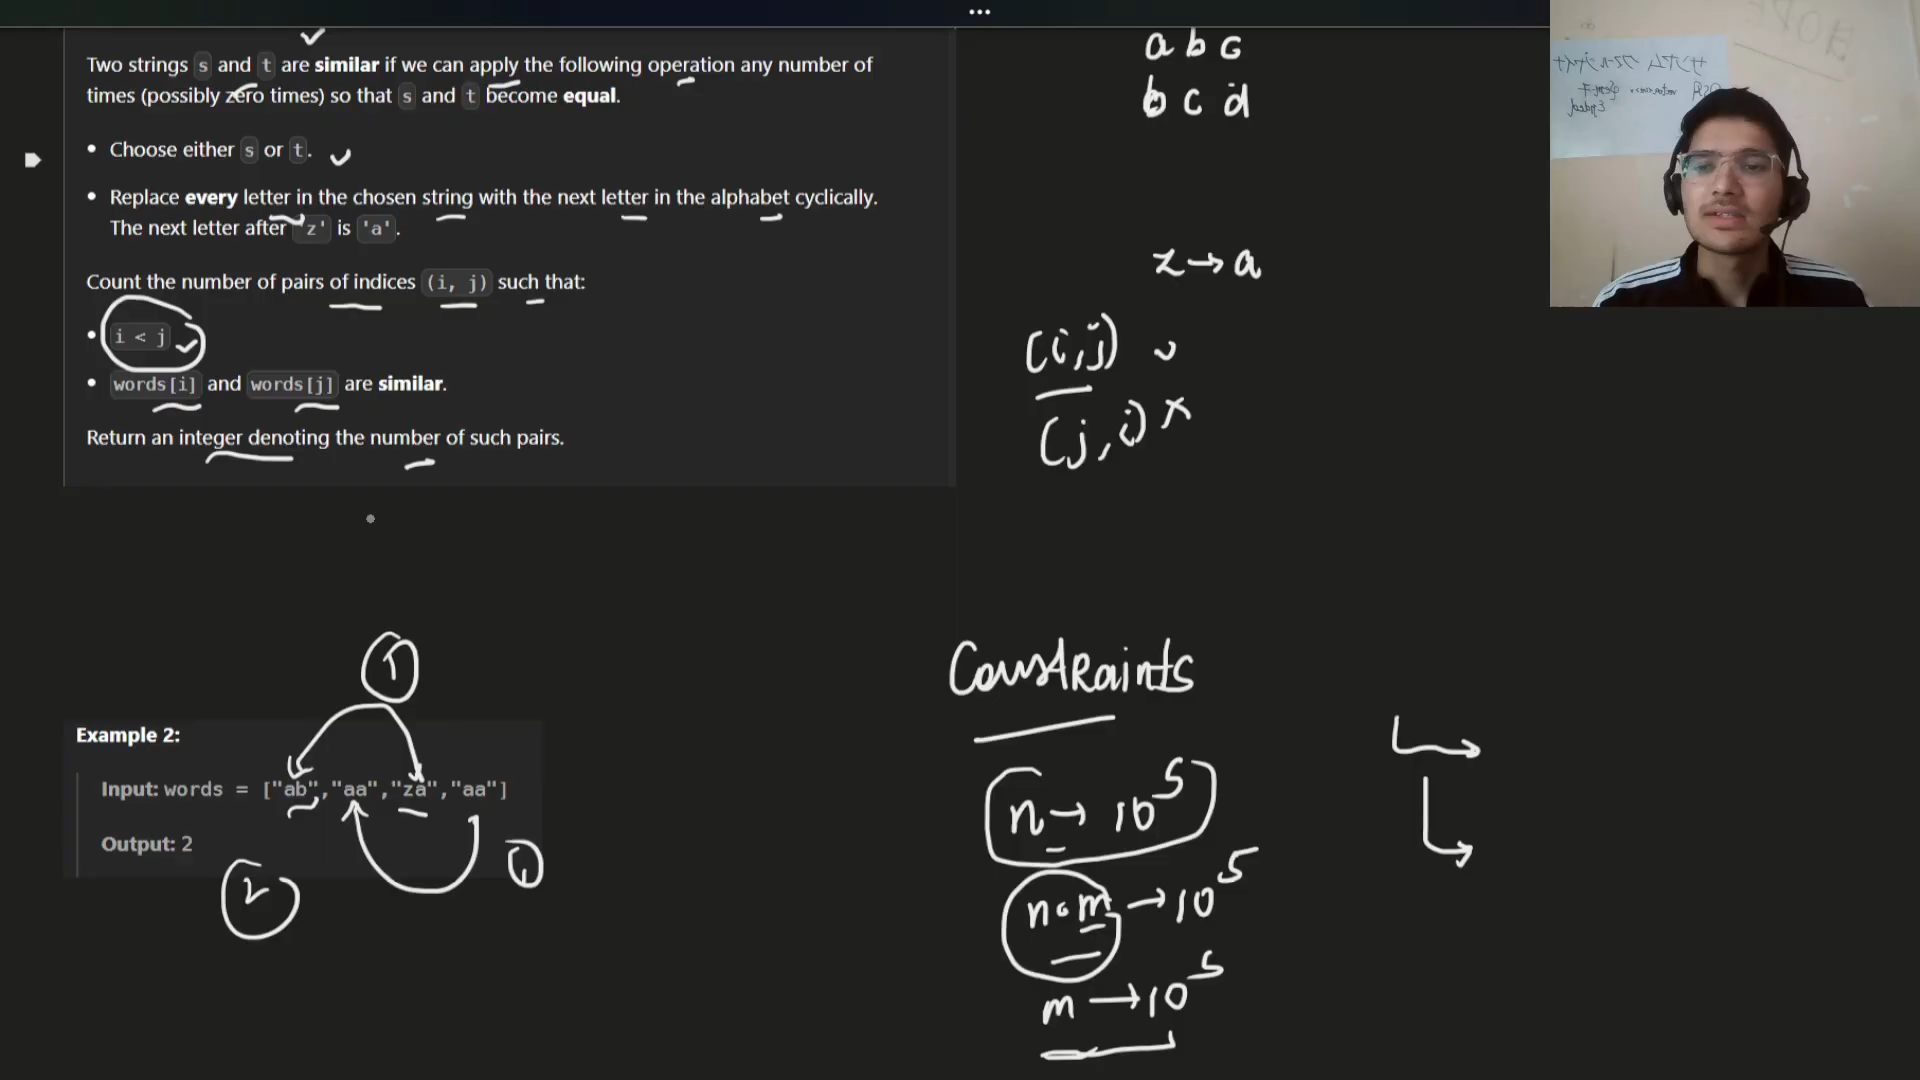 Two strings s and t are similar if we can apply the following operation any number of
times (possibly zero times) so that s and t become equal.
• Choose either s or t.
• Replace every letter in the chosen string with the next letter in the alphabet cyclically.
The next letter after 'z' is 'a'.
Count the number of pairs of indices (i, j) such that:
• i < j
• words[i] and words[j] are similar.
Return an integer denoting the number of such pairs.
a b c
b c d
z → a
(i,j)
(j,i) x
1
Example 2:
Input: words = ["ab","aa","za","aa"]
Output: 2
1
2
Constraints
n → 10^5
n·m → 10^5
m → 10^5